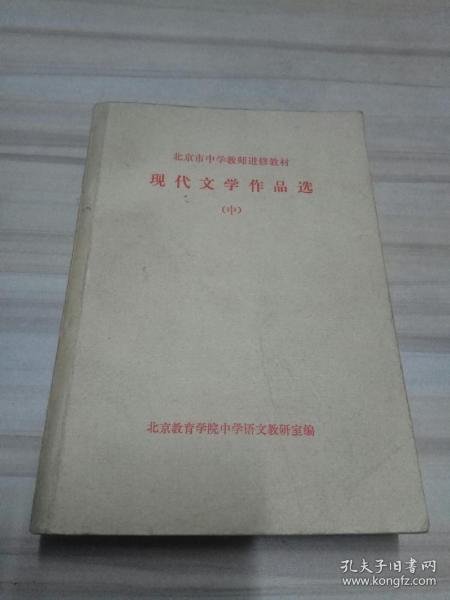 北京市中学教师进修教材
现代文学作品选
（中）
北京教育学院中学语文教研室编
孔夫子旧书网
www.kongfz.com